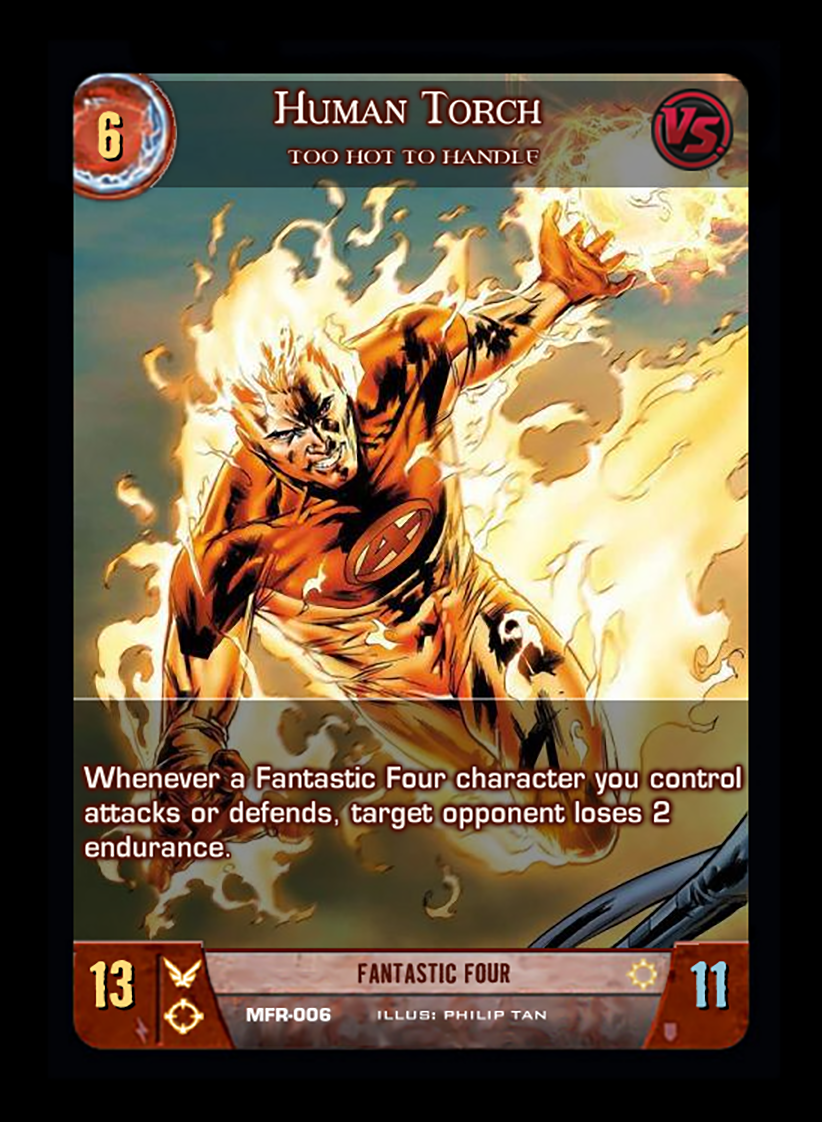 6
HUMAN TORCH
TOO HOT TO HANDLE
VS.
4
Whenever a Fantastic Four character you control
attacks or defends, target opponent loses 2
endurance.
13
FANTASTIC FOUR
11
MFR-006 ILLUS: PHILIP TAN